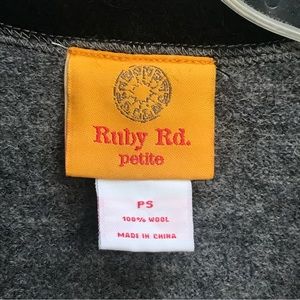 Ruby Rd.
petite
PS
100% WOOL
MADE IN CHINA